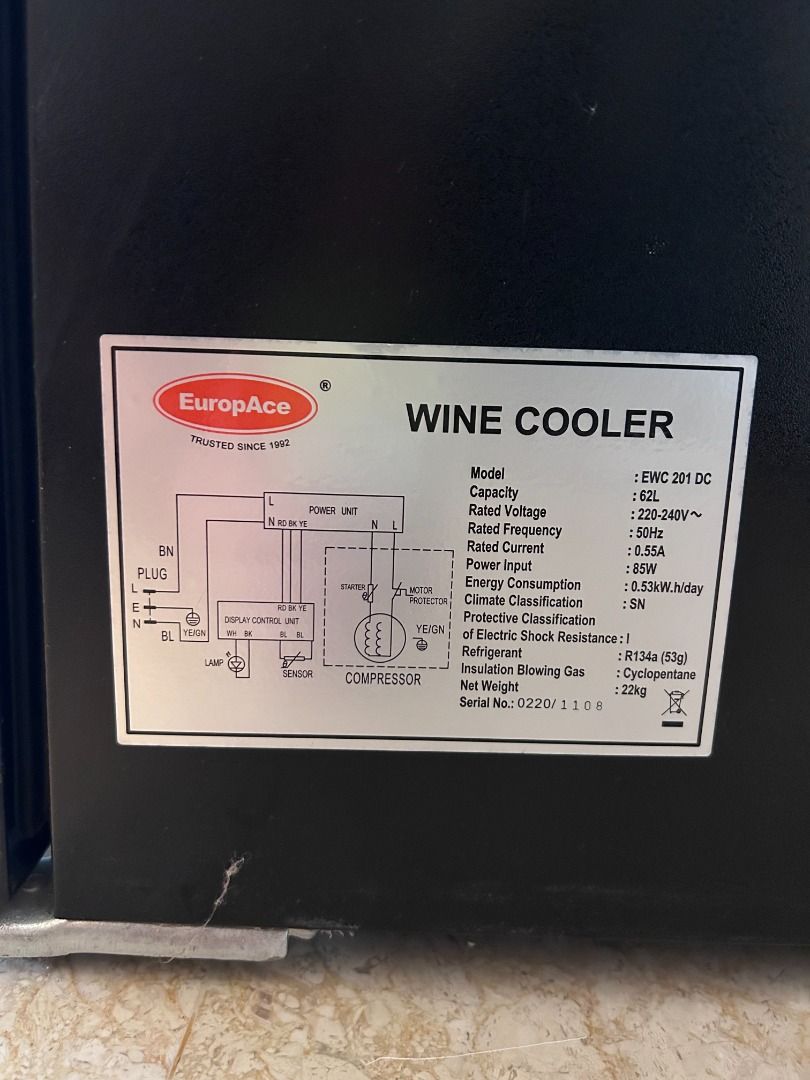 EuropAce ®
TRUSTED SINCE 1992
WINE COOLER
Model : EWC 201 DC
Capacity : 62L
Rated Voltage : 220-240V~
Rated Frequency : 50Hz
Rated Current : 0.55A
Power Input : 85W
Energy Consumption : 0.53kW.h/day
Climate Classification : SN
Protective Classification
of Electric Shock Resistance : I
Refrigerant : R134a (53g)
Insulation Blowing Gas : Cyclopentane
Net Weight : 22kg
Serial No.: 0220/1108
L
POWER UNIT
N RD BK YE N L
BN
PLUG
L
E
N
YE/GN
BL
RD BK YE
DISPLAY CONTROL UNIT
WH BK BL BL
LAMP
SENSOR
STARTER
MOTOR
PROTECTOR
YE/GN
COMPRESSOR